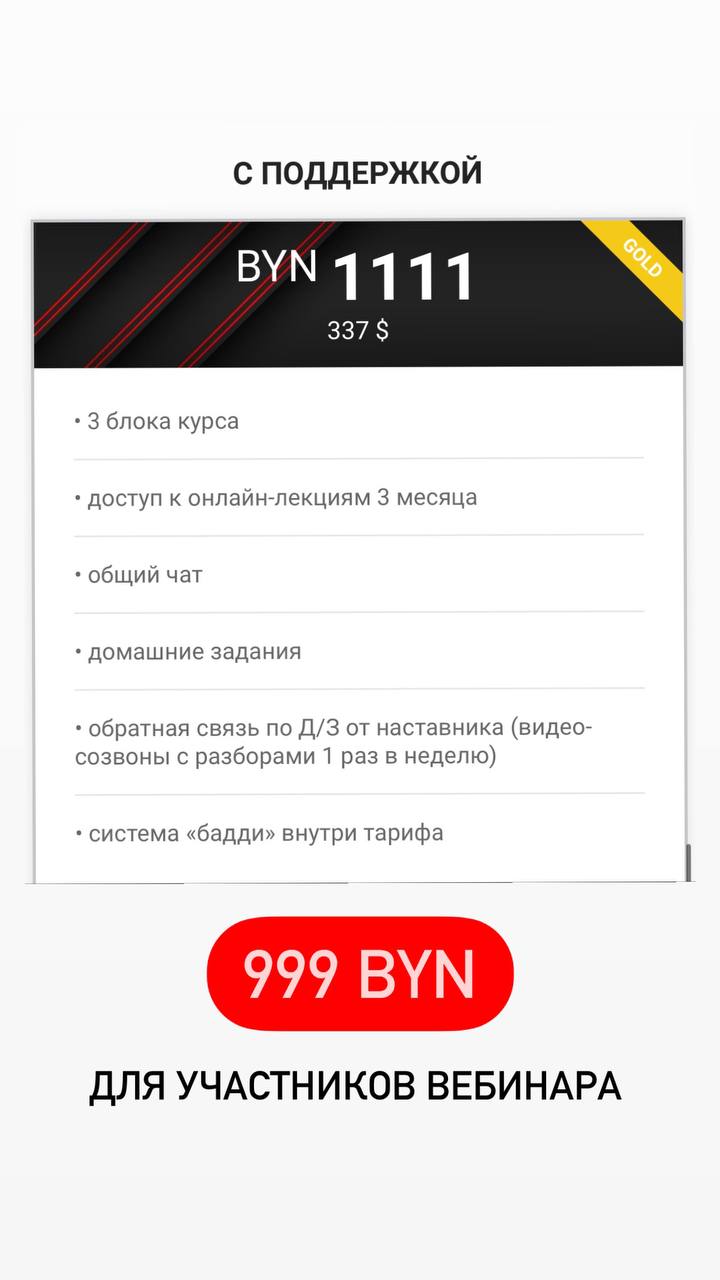 С ПОДДЕРЖКОЙ
BYN 1111
GOLD
337 $
• 3 блока курса
• доступ к онлайн-лекциям 3 месяца
• общий чат
• домашние задания
• обратная связь по Д/З от наставника (видео-
созвоны с разборами 1 раз в неделю)
• система «бадди» внутри тарифа
999 BYN
ДЛЯ УЧАСТНИКОВ ВЕБИНАРА